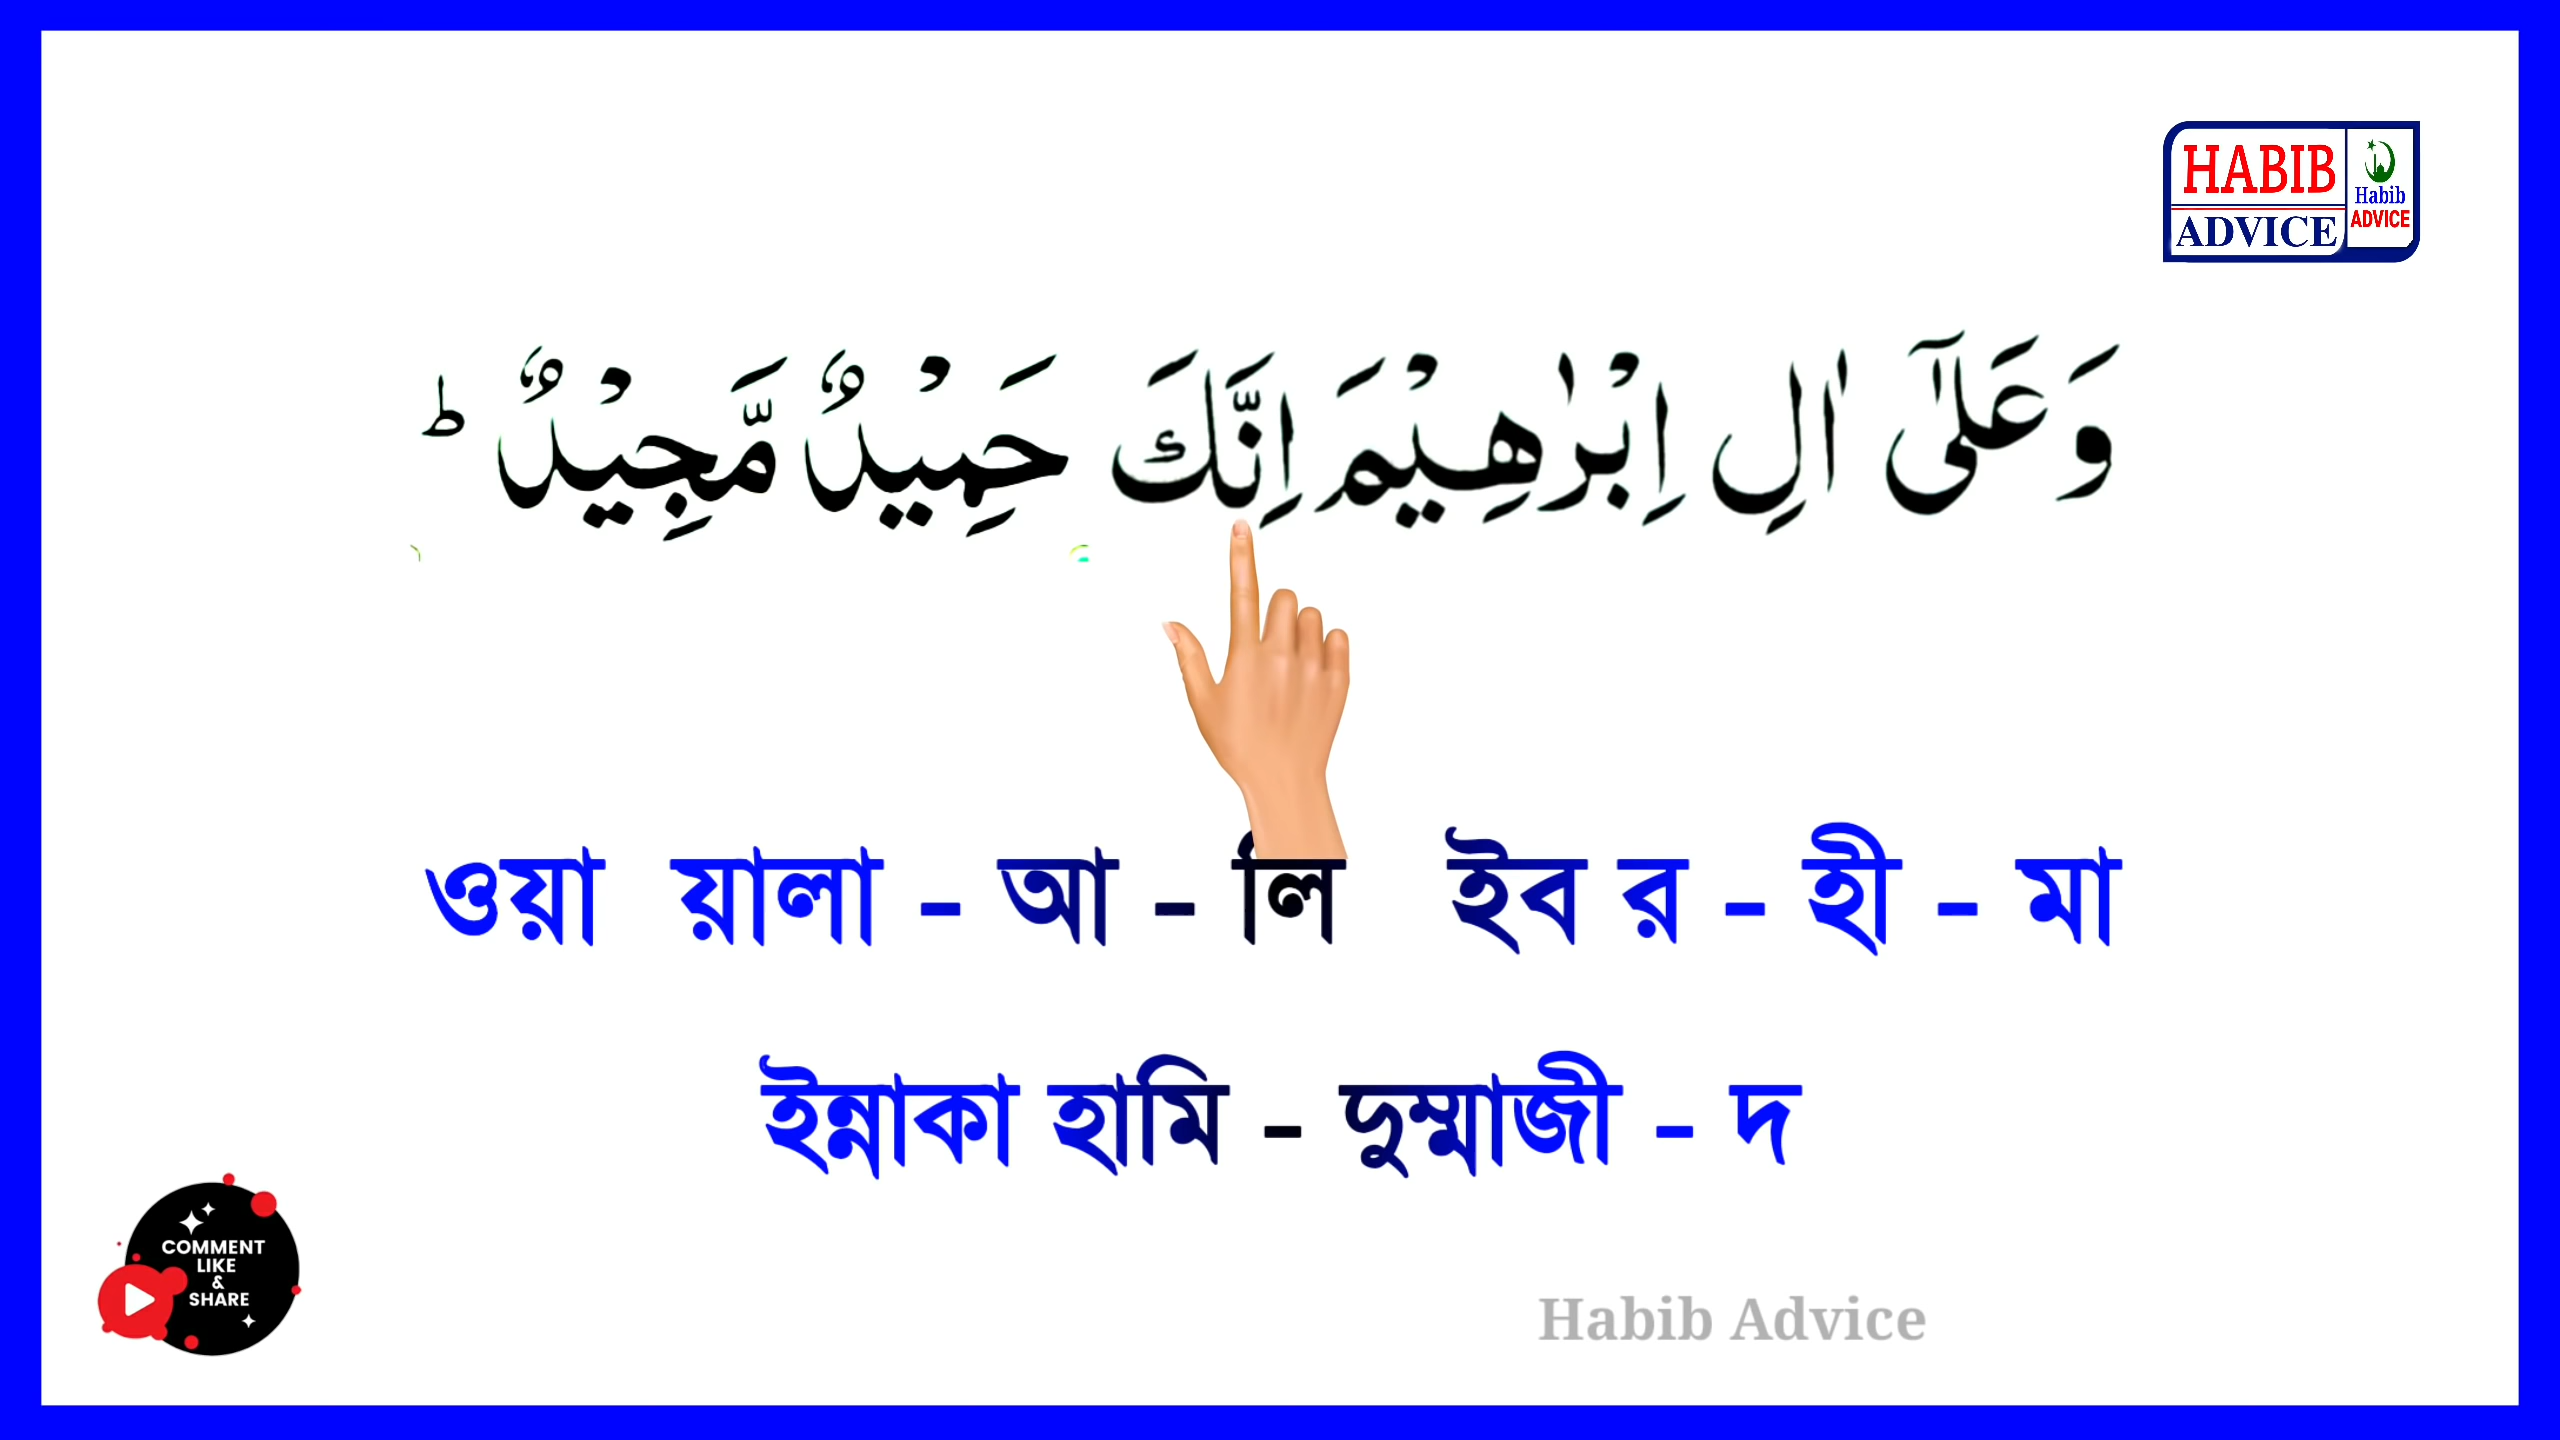 HABIB
ADVICE
Habib
ADVICE
وَعَلٰٓى اٰلِ اِبْرٰهِيْمَ اِنَّكَ حَمِيْدٌ مَّجِيْدٌ ؕ
ওয়া য়ালা - আ - লি ইব র - হী - মা
ইন্নাকা হামি - দুম্মাজী - দ
COMMENT
LIKE
&
SHARE
Habib Advice